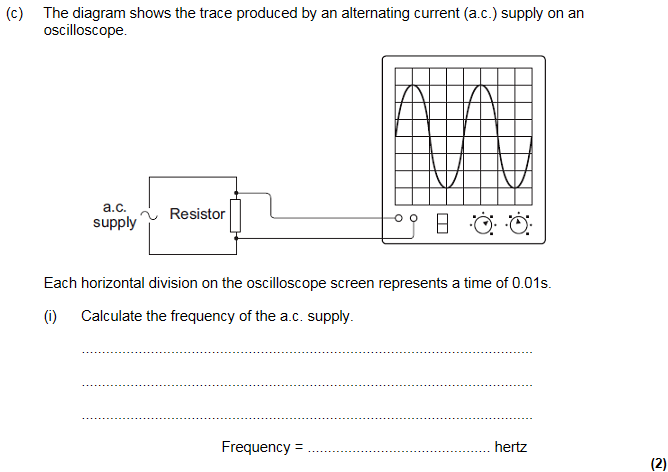 (c) The diagram shows the trace produced by an alternating current (a.c.) supply on an
oscilloscope.
a.c.
supply
Resistor
Each horizontal division on the oscilloscope screen represents a time of 0.01s.
(i) Calculate the frequency of the a.c. supply.
Frequency = ................................................ hertz
(2)